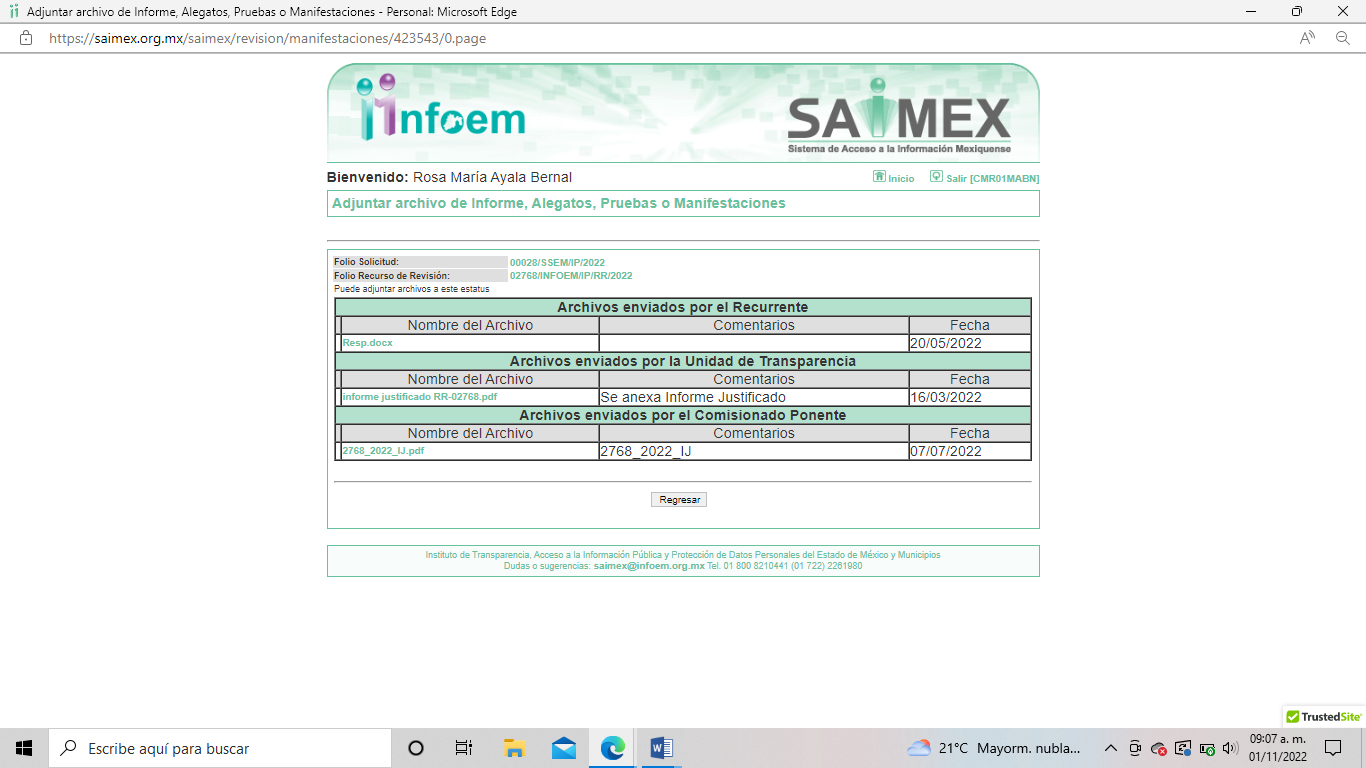 Adjuntar archivo de Informe, Alegatos, Pruebas o Manifestaciones - Personal: Microsoft Edge
https://saimex.org.mx/saimex/revision/manifestaciones/423543/0.page
infoem
SAIMEX
Sistema de Acceso a la Información Mexiquense
Bienvenido: Rosa María Ayala Bernal
Inicio Salir [CMR01MABN]
Adjuntar archivo de Informe, Alegatos, Pruebas o Manifestaciones
Folio Solicitud: 00028/SSEM/IP/2022
Folio Recurso de Revisión: 02768/INFOEM/IP/RR/2022
Puede adjuntar archivos a este estatus
Archivos enviados por el Recurrente
Nombre del Archivo Comentarios Fecha
Resp.docx 20/05/2022
Archivos enviados por la Unidad de Transparencia
Nombre del Archivo Comentarios Fecha
informe justificado RR-02768.pdf Se anexa Informe Justificado 16/03/2022
Archivos enviados por el Comisionado Ponente
Nombre del Archivo Comentarios Fecha
2768_2022_IJ.pdf 2768_2022_IJ 07/07/2022
Regresar
Instituto de Transparencia, Acceso a la Información Pública y Protección de Datos Personales del Estado de México y Municipios
Dudas o sugerencias: saimex@infoem.org.mx Tel. 01 800 8210441 (01 722) 2261980
TrustedSite
Escribe aquí para buscar
21°C Mayorm. nubla...
09:07 a. m.
01/11/2022